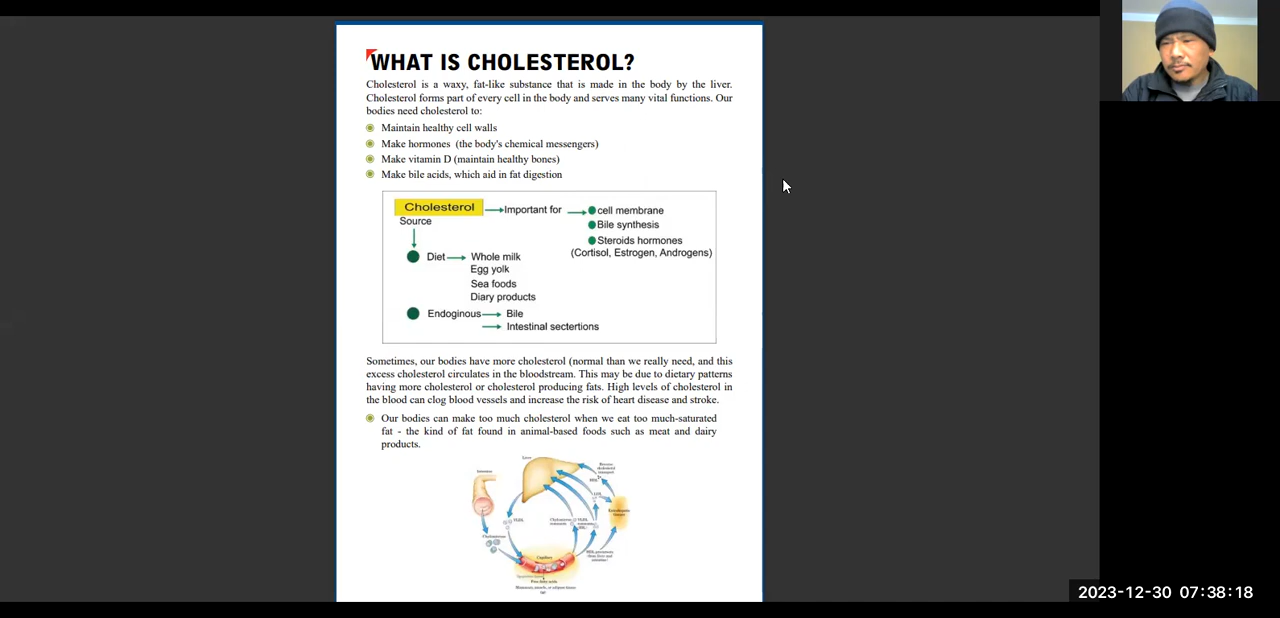 WHAT IS CHOLESTEROL?
Cholesterol is a waxy, fat-like substance that is made in the body by the liver.
Cholesterol forms part of every cell in the body and serves many vital functions. Our
bodies need cholesterol to:
Maintain healthy cell walls
Make hormones (the body's chemical messengers)
Make vitamin D (maintain healthy bones)
Make bile acids, which aid in fat digestion
Cholesterol Important for cell membrane
Source
Bile synthesis
Steroids hormones
(Cortisol, Estrogen, Androgens)
Diet Whole milk
Egg yolk
Sea foods
Diary products
Endoginous Bile
Intestinal sectertions
Sometimes, our bodies have more cholesterol (normal than we really need, and this
excess cholesterol circulates in the bloodstream. This may be due to dietary patterns
having more cholesterol or cholesterol producing fats. High levels of cholesterol in
the blood can clog blood vessels and increase the risk of heart disease and stroke.
Our bodies can make too much cholesterol when we eat too much-saturated
fat - the kind of fat found in animal-based foods such as meat and dairy
products.
Liver
VLDL
Capillary
Free fatty acids
2023-12-30 07:38:18